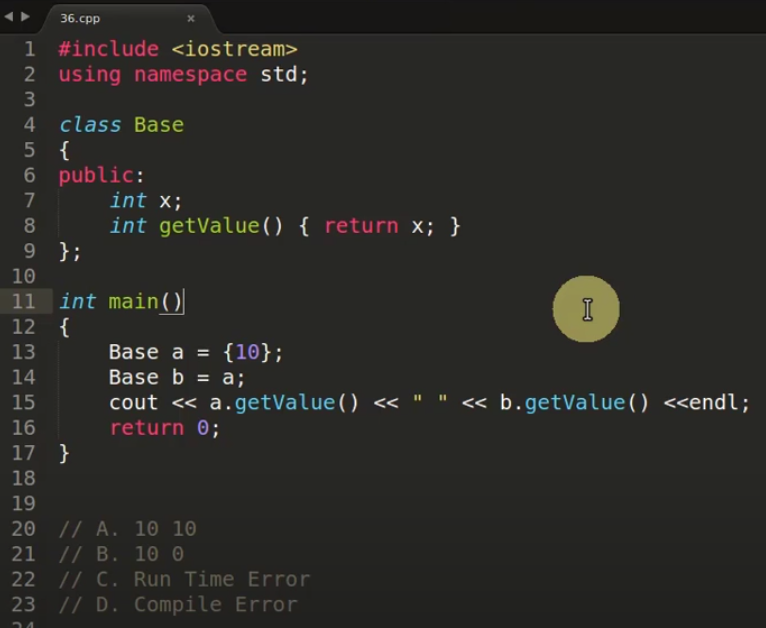 36.cpp
1 #include <iostream>
2 using namespace std;
3
4 class Base
5 {
6 public:
7     int x;
8     int getValue() { return x; }
9 };
10
11 int main()
12 {
13     Base a = {10};
14     Base b = a;
15     cout << a.getValue() << " " << b.getValue() <<endl;
16     return 0;
17 }
18
19
20 // A. 10 10
21 // B. 10 0
22 // C. Run Time Error
23 // D. Compile Error